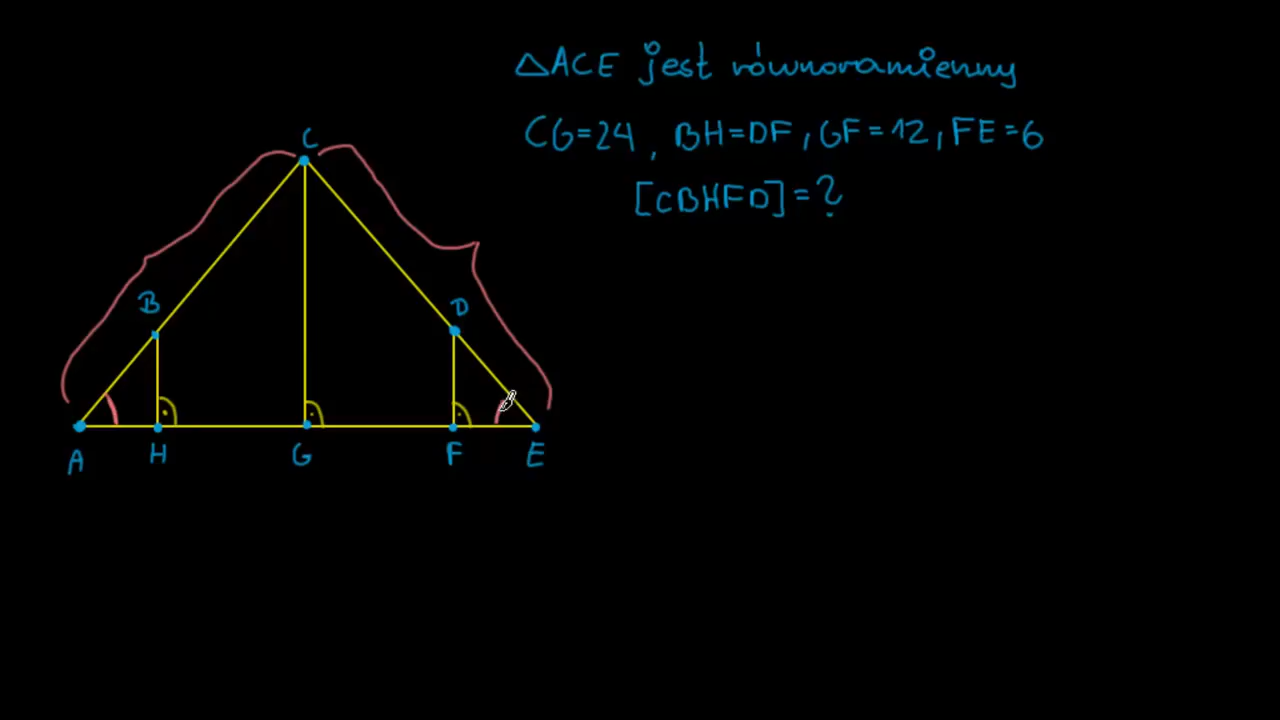 △ACE jest równoramienny
CG=24, BH=DF, GF=12, FE=6
[CBHFD]=?
C
B
D
A
H
G
F
E